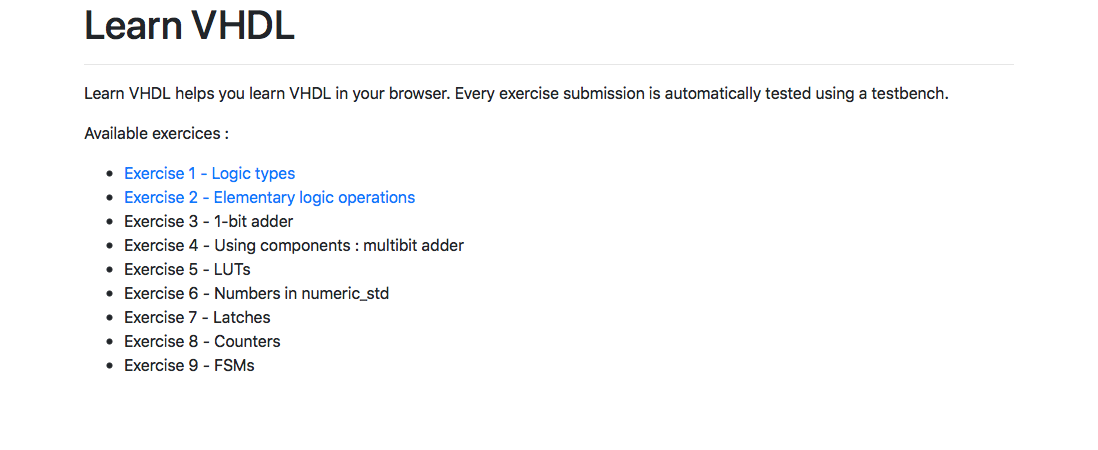 Learn VHDL
Learn VHDL helps you learn VHDL in your browser. Every exercise submission is automatically tested using a testbench.
Available exercices :
Exercise 1 - Logic types
Exercise 2 - Elementary logic operations
Exercise 3 - 1-bit adder
Exercise 4 - Using components : multibit adder
Exercise 5 - LUTs
Exercise 6 - Numbers in numeric_std
Exercise 7 - Latches
Exercise 8 - Counters
Exercise 9 - FSMs